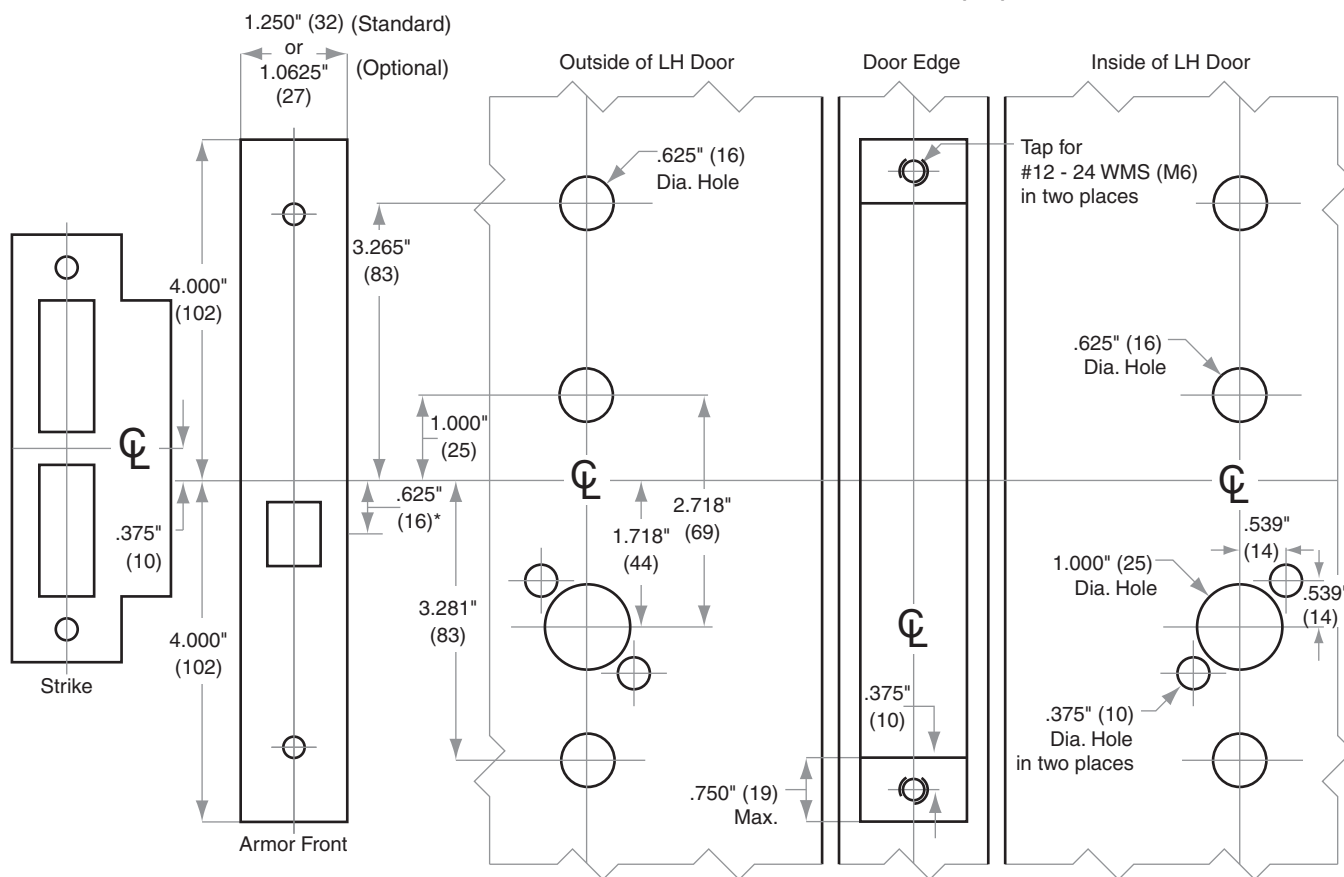 1.250" (32) (Standard)
or
1.0625" (Optional)
(27)
Outside of LH Door
Door Edge
Inside of LH Door
.625" (16)
Dia. Hole
Tap for
#12 - 24 WMS (M6)
in two places
3.265"
(83)
4.000"
(102)
.625" (16)
Dia. Hole
1.000"
(25)
℄
℄
℄
.625"
(16)*
2.718"
(69)
.375"
(10)
1.718"
(44)
.539"
(14)
1.000" (25)
Dia. Hole
.539"
(14)
3.281"
(83)
℄
4.000"
(102)
Strike
.375"
(10)
.375" (10)
Dia. Hole
in two places
.750" (19)
Max.
Armor Front